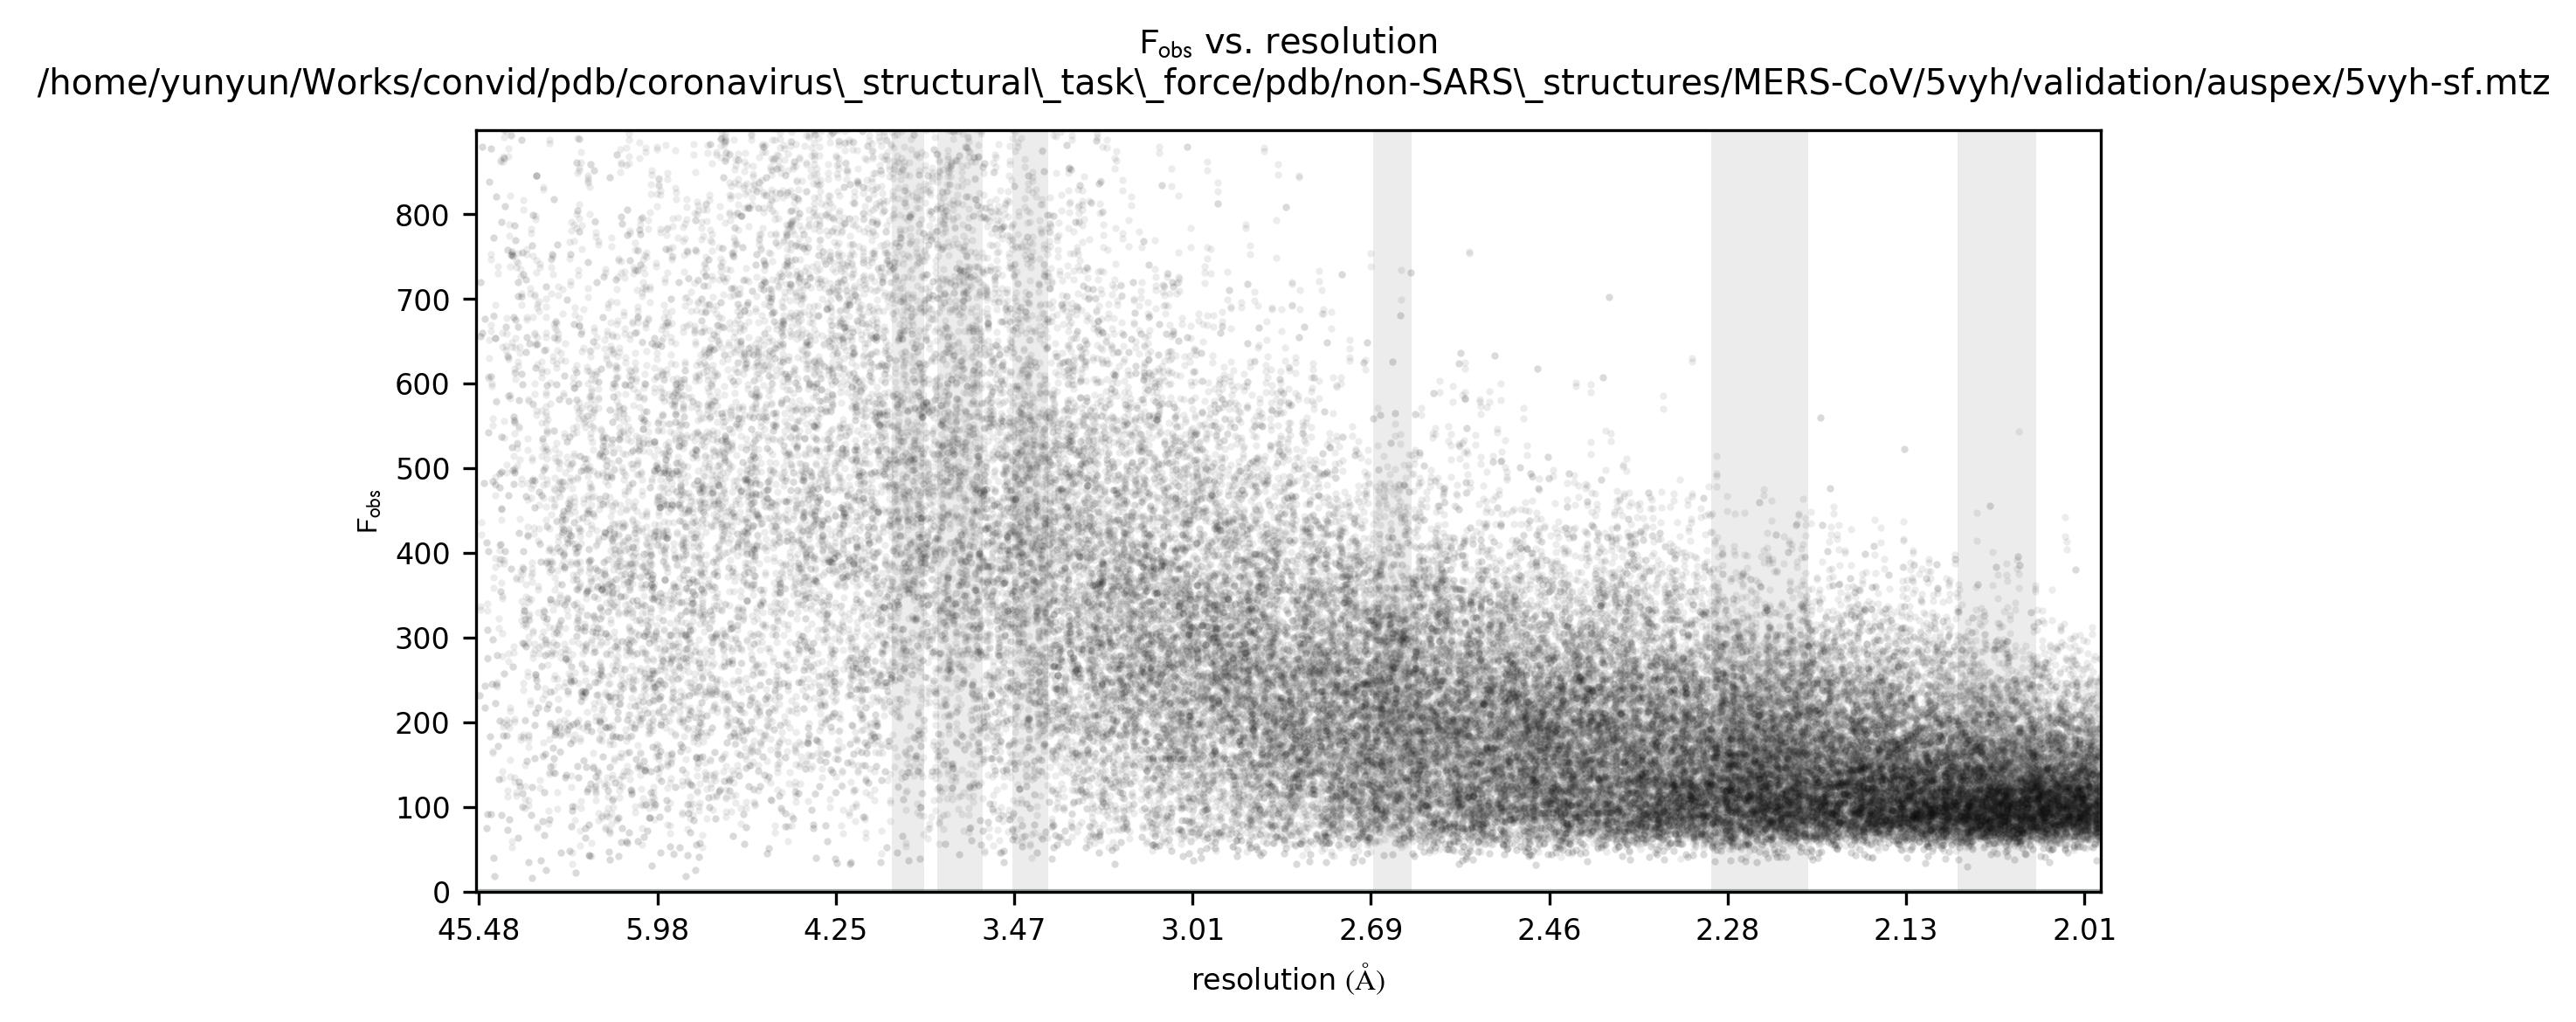 Fobs vs. resolution
/home/yunyun/Works/convid/pdb/coronavirus\_structural\_task\_force/pdb/non-SARS\_structures/MERS-CoV/5vyh/validation/auspex/5vyh-sf.mtz
800
700
600
500
400
300
200
100
0
Fobs
45.48 5.98 4.25 3.47 3.01 2.69 2.46 2.28 2.13 2.01
resolution (Å)